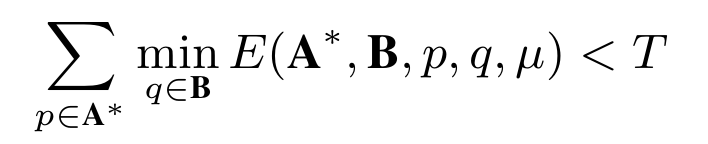 ∑_{p∈𝐀*} min_{q∈𝐁} E(𝐀*, 𝐁, p, q, μ) < T